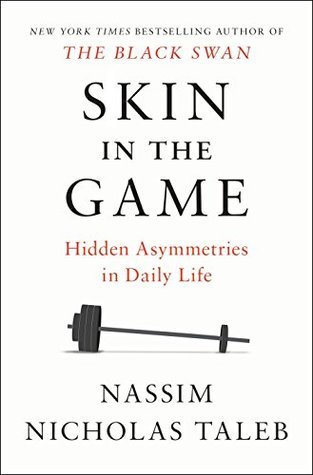 NEW YORK TIMES BESTSELLING AUTHOR OF
THE BLACK SWAN
SKIN
IN THE
GAME
Hidden Asymmetries
in Daily Life
NASSIM
NICHOLAS TALEB